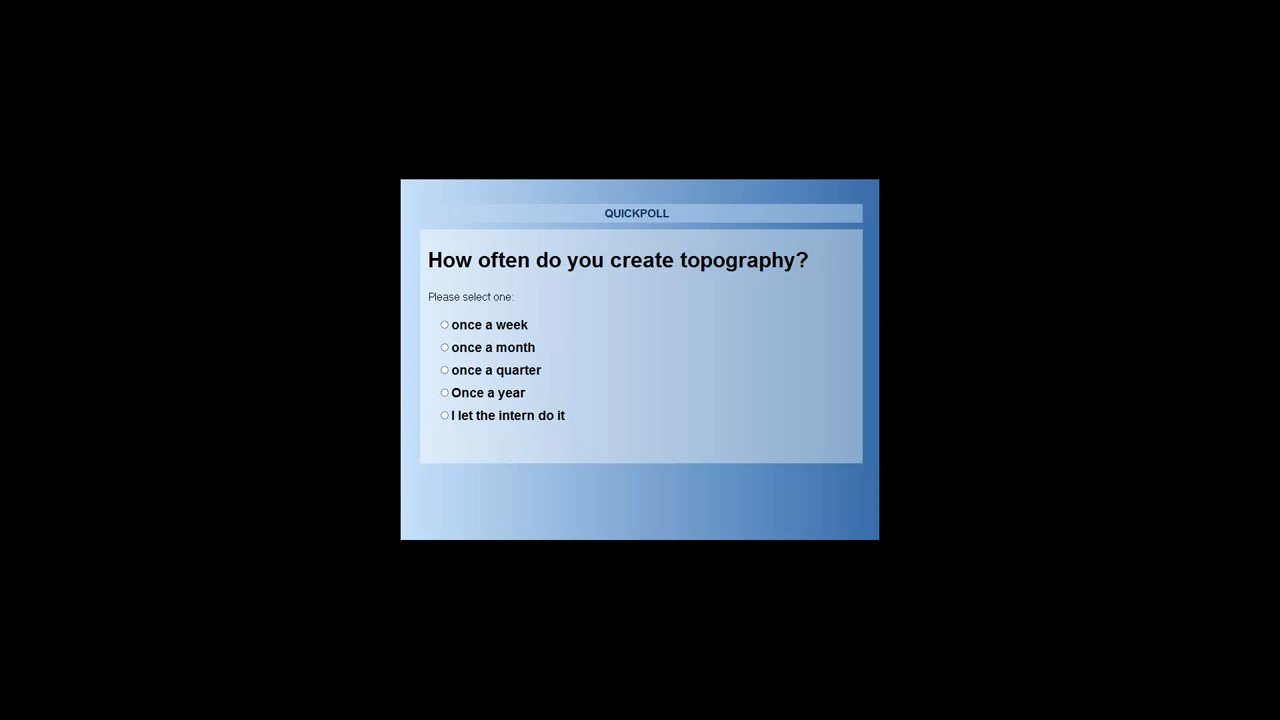 QUICKPOLL
How often do you create topography?
Please select one:
once a week
once a month
once a quarter
Once a year
I let the intern do it